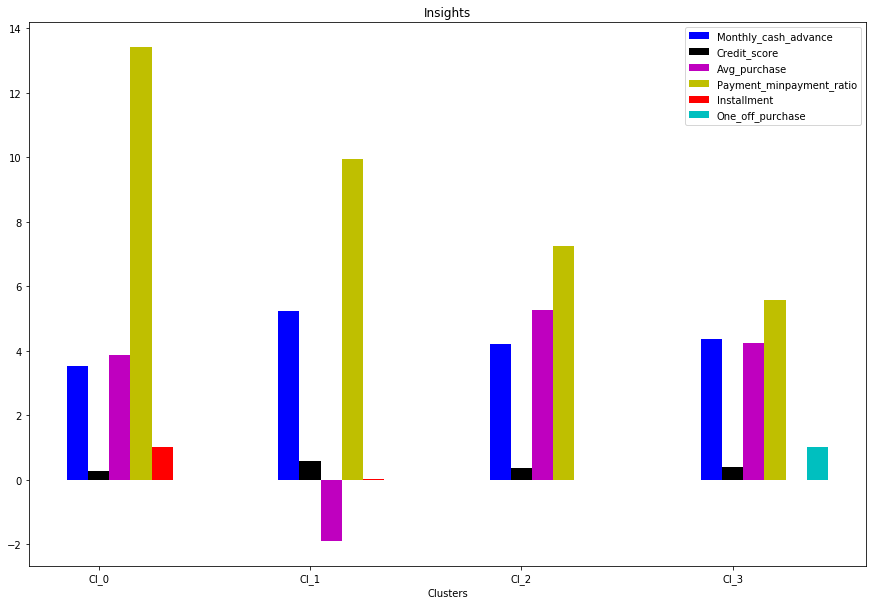 Insights
14
12
10
8
6
4
2
0
−2
Monthly_cash_advance
Credit_score
Avg_purchase
Payment_minpayment_ratio
Installment
One_off_purchase
Cl_0
Cl_1
Cl_2
Cl_3
Clusters